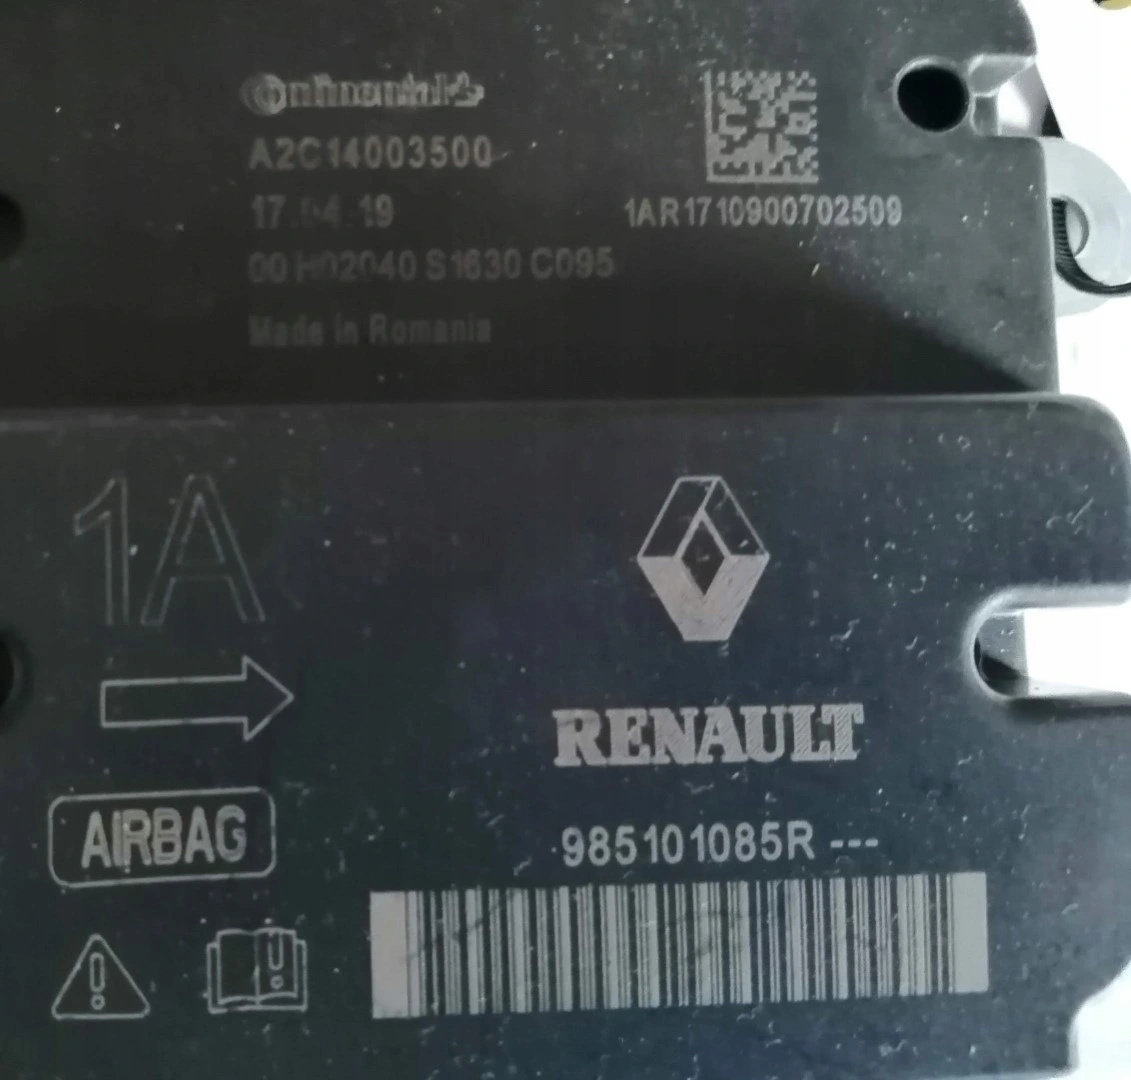 Continental
A2C14003500
17.04.19
1AR1710900702509
00 H02040 S1630 C095
Made in Romania
1A
RENAULT
AIRBAG
985101085R ---